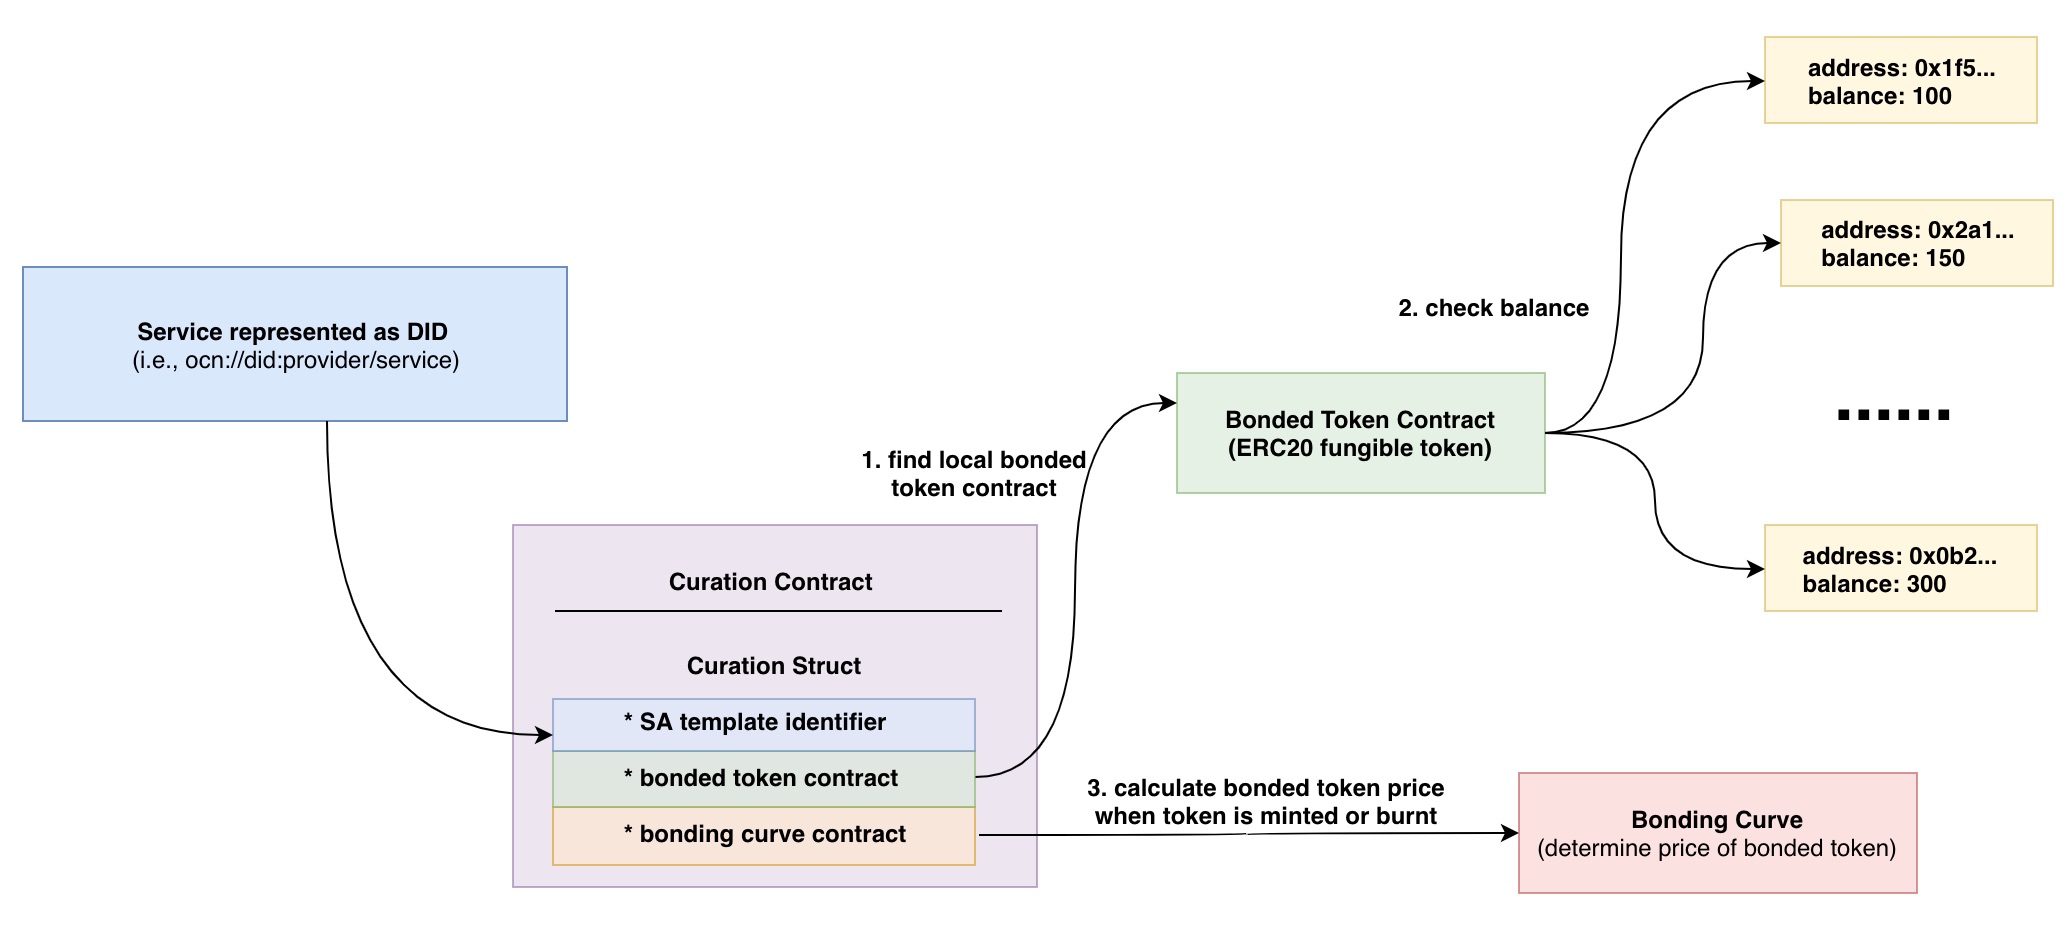 address: 0x1f5...
balance: 100
address: 0x2a1...
balance: 150
2. check balance
Service represented as DID
(i.e., ocn://did:provider/service)
......
Bonded Token Contract
(ERC20 fungible token)
1. find local bonded
token contract
address: 0x0b2...
balance: 300
Curation Contract
Curation Struct
* SA template identifier
* bonded token contract
* bonding curve contract
3. calculate bonded token price
when token is minted or burnt
Bonding Curve
(determine price of bonded token)